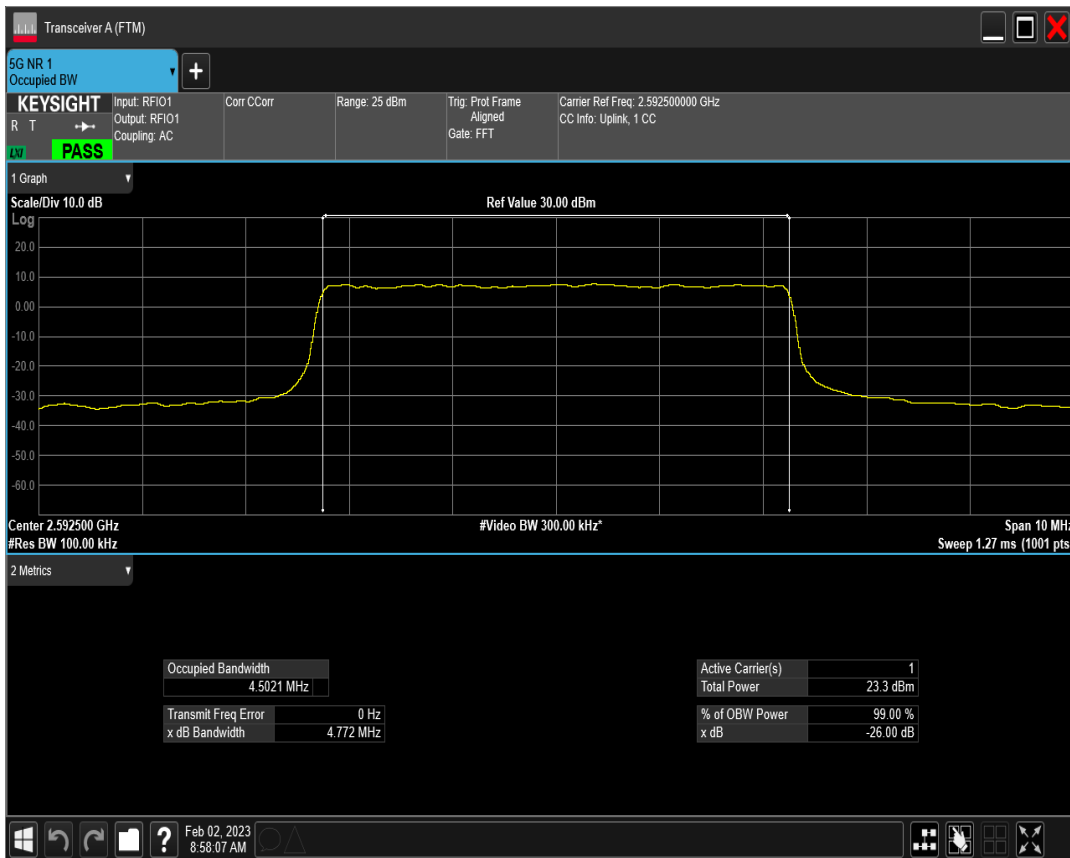 Transceiver A (FTM)
5G NR 1
Occupied BW
+
KEYSIGHT
R T
LXI
PASS
Input: RFIO1
Output: RFIO1
Coupling: AC
Corr CCorr
Range: 25 dBm
Trig: Prot Frame
Aligned
Gate: FFT
Carrier Ref Freq: 2.592500000 GHz
CC Info: Uplink, 1 CC
1 Graph
Scale/Div 10.0 dB
Ref Value 30.00 dBm
Log
20.0
10.0
0.00
-10.0
-20.0
-30.0
-40.0
-50.0
-60.0
Center 2.592500 GHz
#Video BW 300.00 kHz*
Span 10 MHz
#Res BW 100.00 kHz
Sweep 1.27 ms (1001 pts
2 Metrics
Occupied Bandwidth
4.5021 MHz
Transmit Freq Error 0 Hz
x dB Bandwidth 4.772 MHz
Active Carrier(s) 1
Total Power 23.3 dBm
% of OBW Power 99.00 %
x dB -26.00 dB
?
Feb 02, 2023
8:58:07 AM